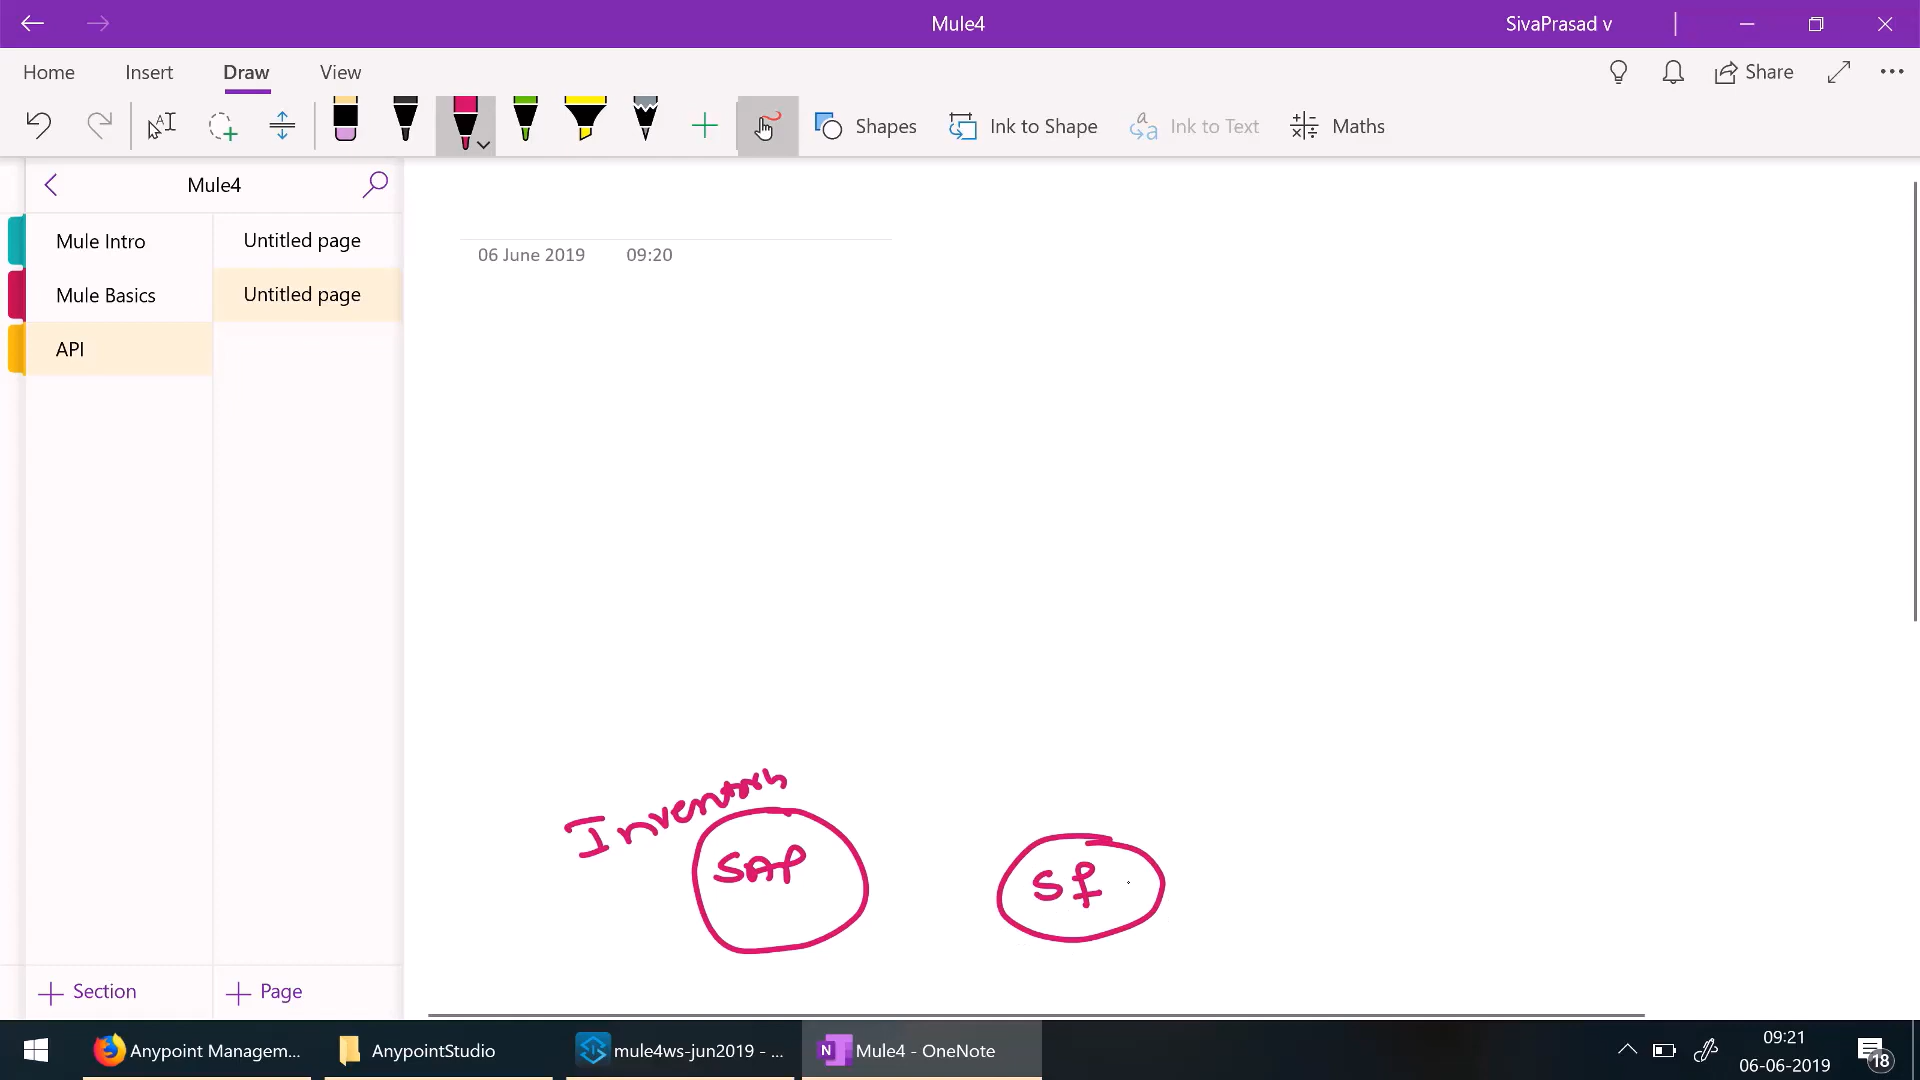 Mule4
SivaPrasad v
Home
Insert
Draw
View
Share
Shapes
Ink to Shape
Ink to Text
Maths
Mule4
Mule Intro
Untitled page
Mule Basics
Untitled page
API
06 June 2019
09:20
Inventory
SAP
Sf
Section
Page
Anypoint Managem...
AnypointStudio
mule4ws-jun2019 - ...
Mule4 - OneNote
09:21
06-06-2019
18